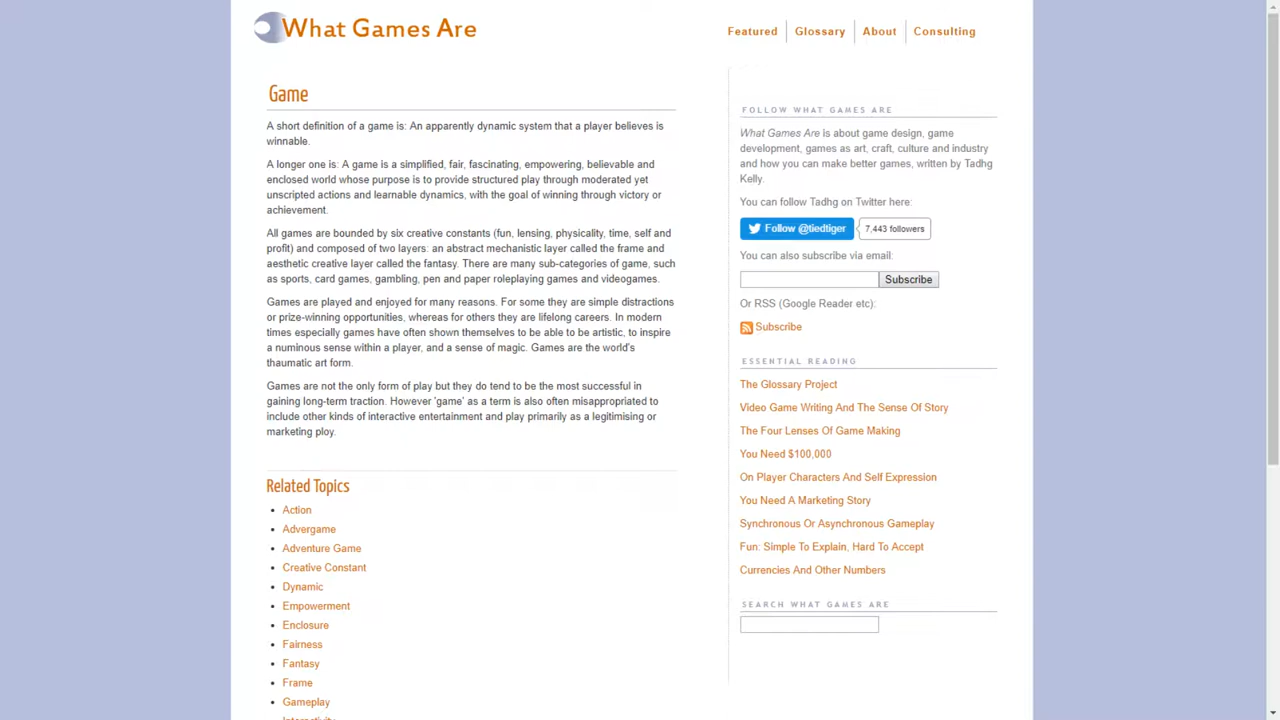 What Games Are
Featured
Glossary
About
Consulting
Game
A short definition of a game is: An apparently dynamic system that a player believes is
winnable.
A longer one is: A game is a simplified, fair, fascinating, empowering, believable and
enclosed world whose purpose is to provide structured play through moderated yet
unscripted actions and learnable dynamics, with the goal of winning through victory or
achievement.
All games are bounded by six creative constants (fun, lensing, physicality, time, self and
profit) and composed of two layers: an abstract mechanistic layer called the frame and
aesthetic creative layer called the fantasy. There are many sub-categories of game, such
as sports, card games, gambling, pen and paper roleplaying games and videogames.
Games are played and enjoyed for many reasons. For some they are simple distractions
or prize-winning opportunities, whereas for others they are lifelong careers. In modern
times especially games have often shown themselves to be able to be artistic, to inspire
a numinous sense within a player, and a sense of magic. Games are the world's
thaumatic art form.
Games are not the only form of play but they do tend to be the most successful in
gaining long-term traction. However 'game' as a term is also often misappropriated to
include other kinds of interactive entertainment and play primarily as a legitimising or
marketing ploy.
Related Topics
Action
Advergame
Adventure Game
Creative Constant
Dynamic
Empowerment
Enclosure
Fairness
Fantasy
Frame
Gameplay
FOLLOW WHAT GAMES ARE
What Games Are is about game design, game
development, games as art, craft, culture and industry
and how you can make better games, written by Tadhg
Kelly.
You can follow Tadhg on Twitter here:
Follow @tiedtiger
7,443 followers
You can also subscribe via email:
Subscribe
Or RSS (Google Reader etc):
Subscribe
ESSENTIAL READING
The Glossary Project
Video Game Writing And The Sense Of Story
The Four Lenses Of Game Making
You Need $100,000
On Player Characters And Self Expression
You Need A Marketing Story
Synchronous Or Asynchronous Gameplay
Fun: Simple To Explain, Hard To Accept
Currencies And Other Numbers
SEARCH WHAT GAMES ARE